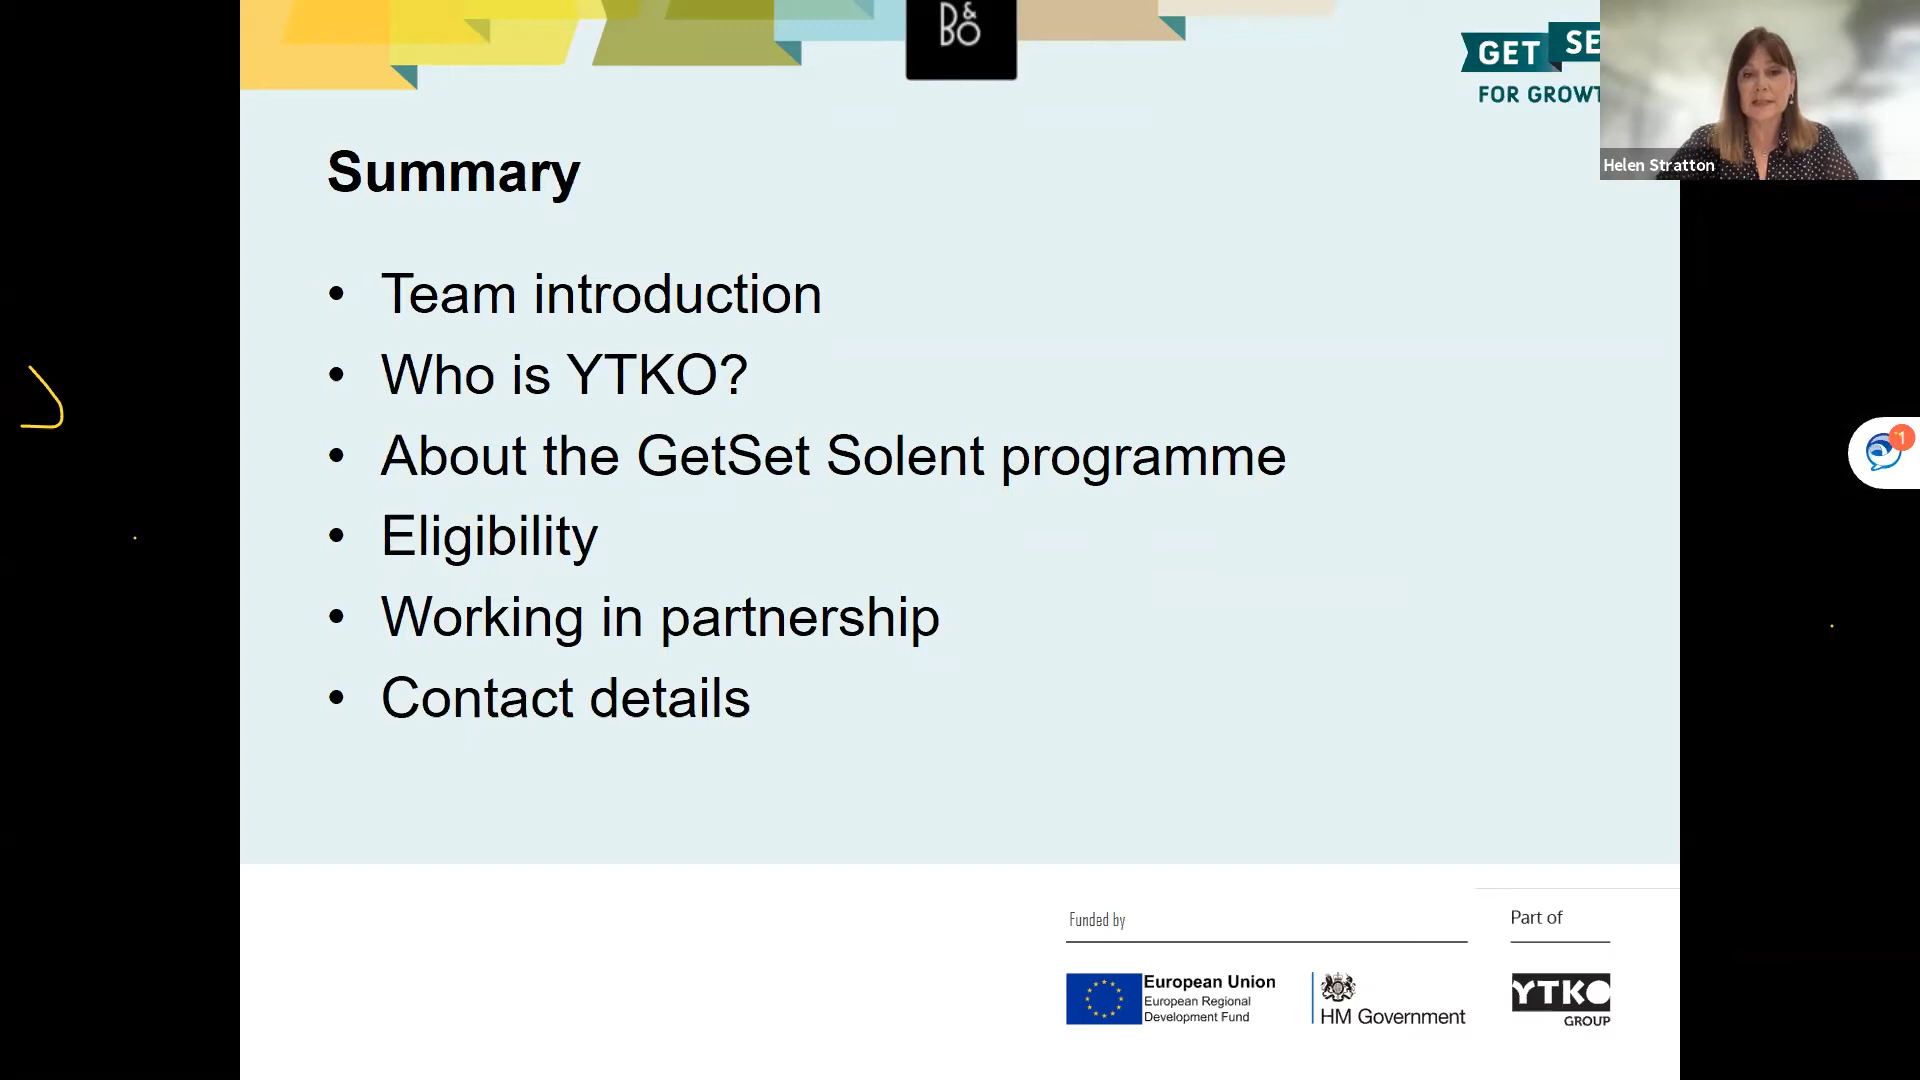 B&O
GET SE
FOR GROWT
Helen Stratton
Summary
• Team introduction
• Who is YTKO?
• About the GetSet Solent programme
• Eligibility
• Working in partnership
• Contact details
1
Funded by
Part of
European Union
European Regional
Development Fund
HM Government
YTKO
GROUP